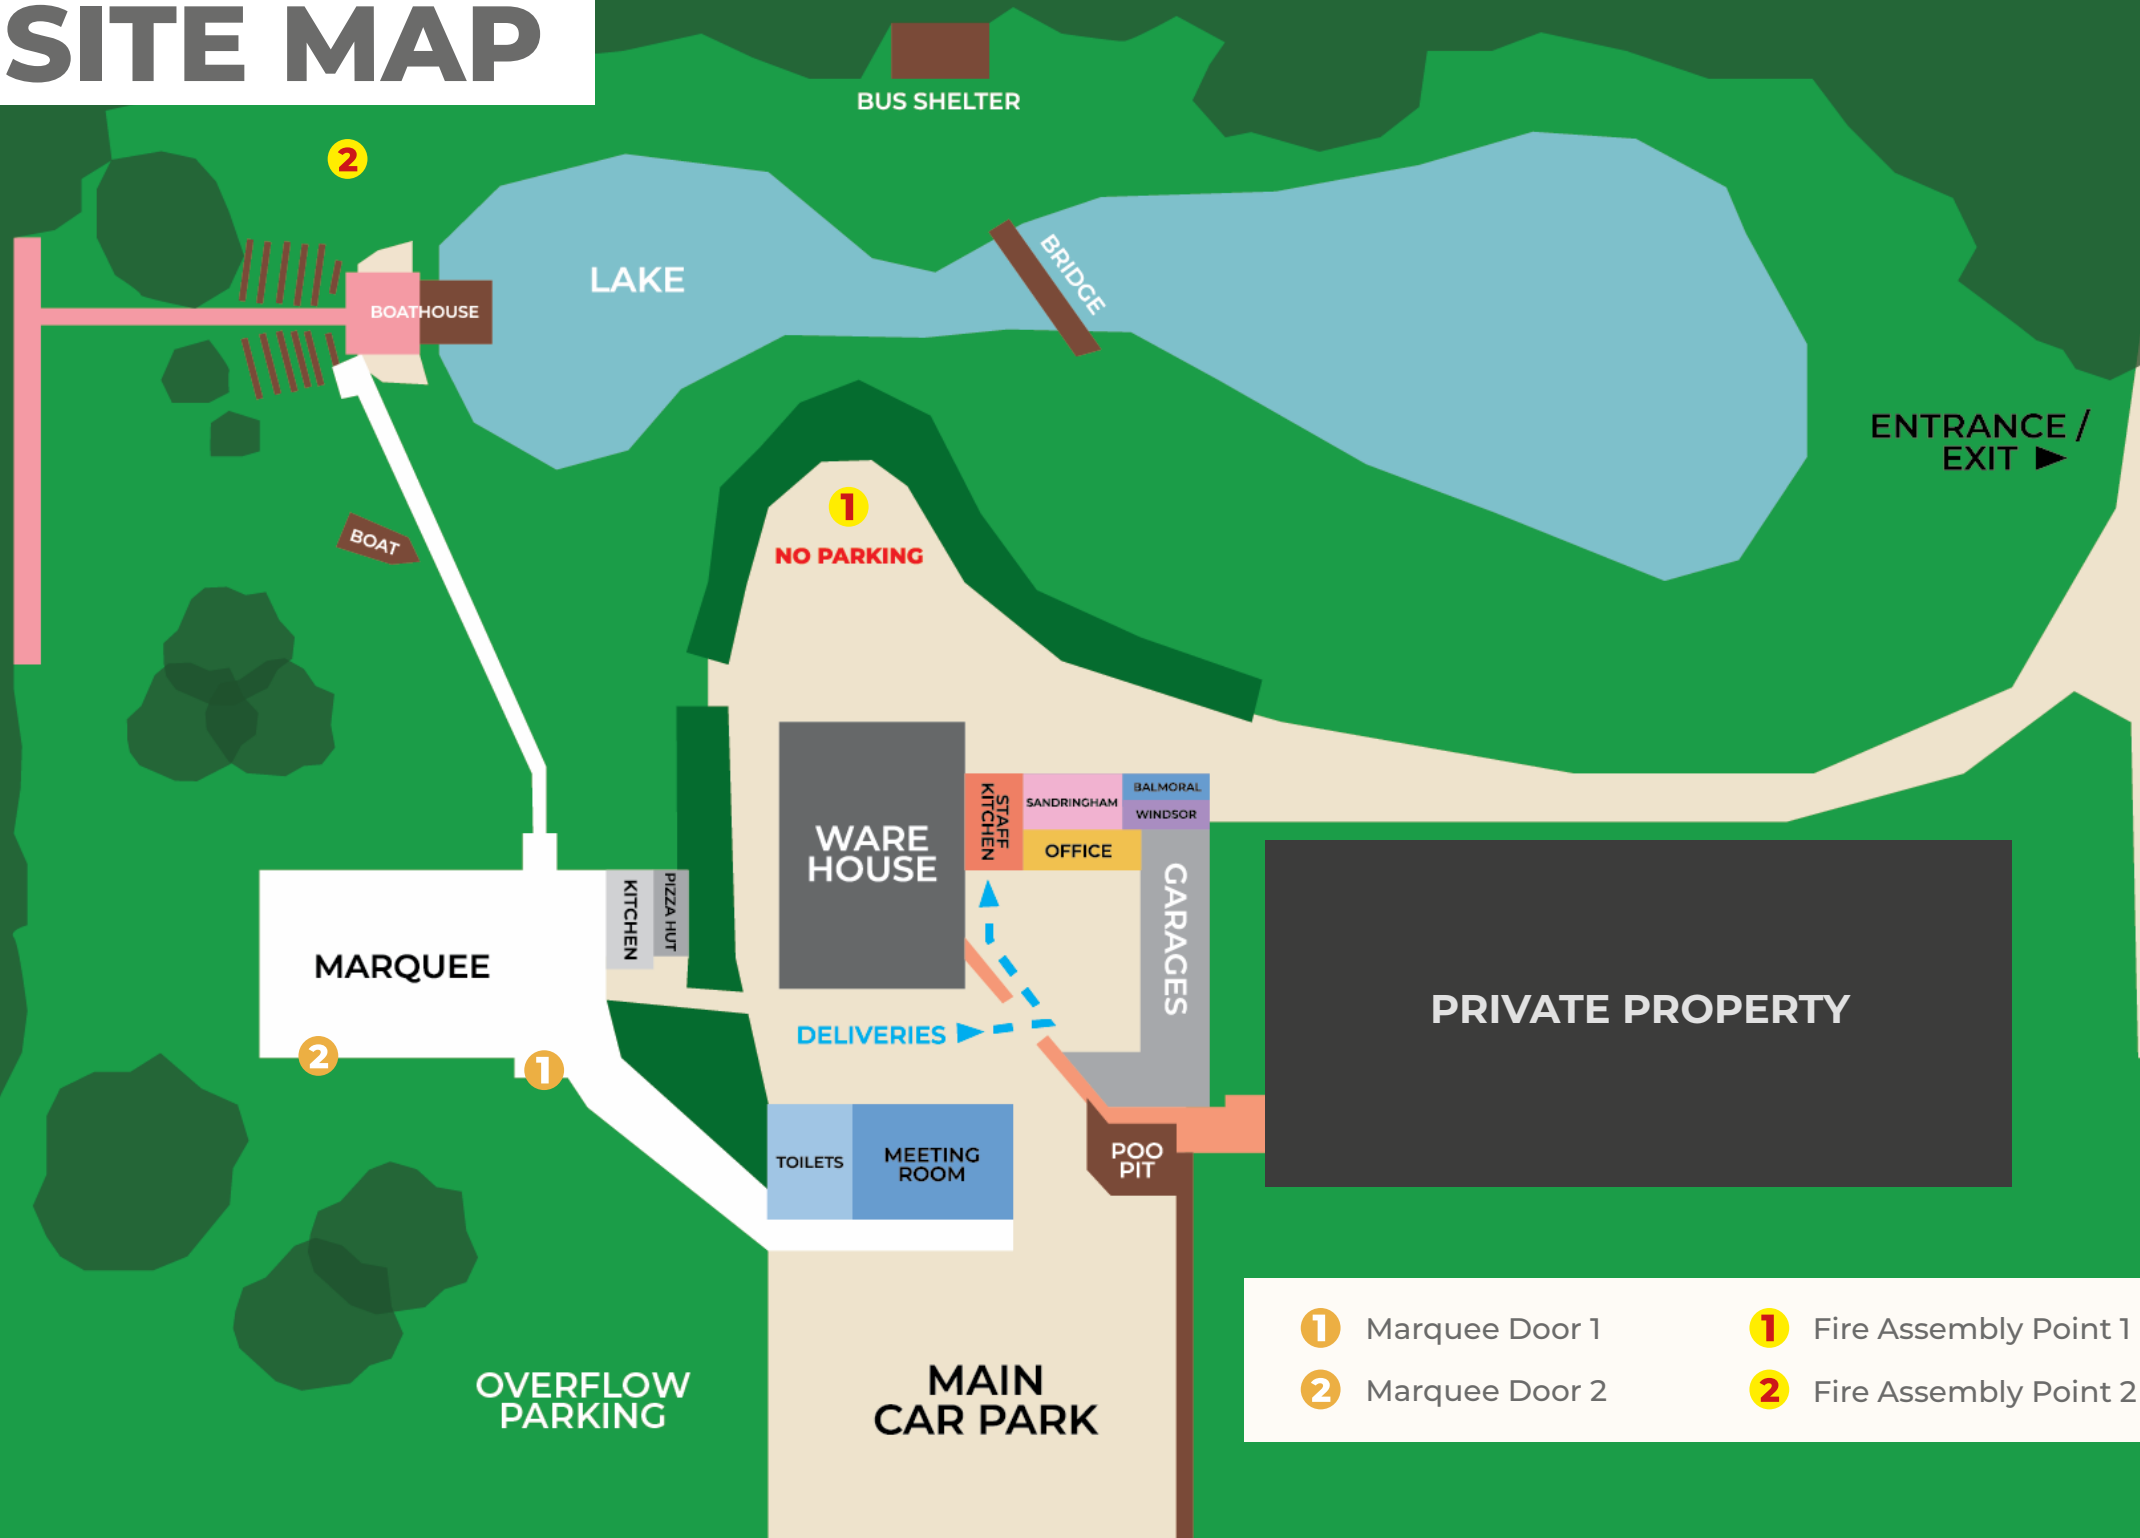 SITE MAP
BUS SHELTER
2
LAKE
BRIDGE
BOATHOUSE
ENTRANCE /
EXIT
1
NO PARKING
BOAT
WARE
HOUSE
STAFF
KITCHEN
SANDRINGHAM
BALMORAL
WINDSOR
OFFICE
GARAGES
KITCHEN
PIZZA HUT
MARQUEE
PRIVATE PROPERTY
DELIVERIES
2
1
TOILETS
MEETING
ROOM
POO
PIT
OVERFLOW
PARKING
MAIN
CAR PARK
1 Marquee Door 1
2 Marquee Door 2
1 Fire Assembly Point 1
2 Fire Assembly Point 2